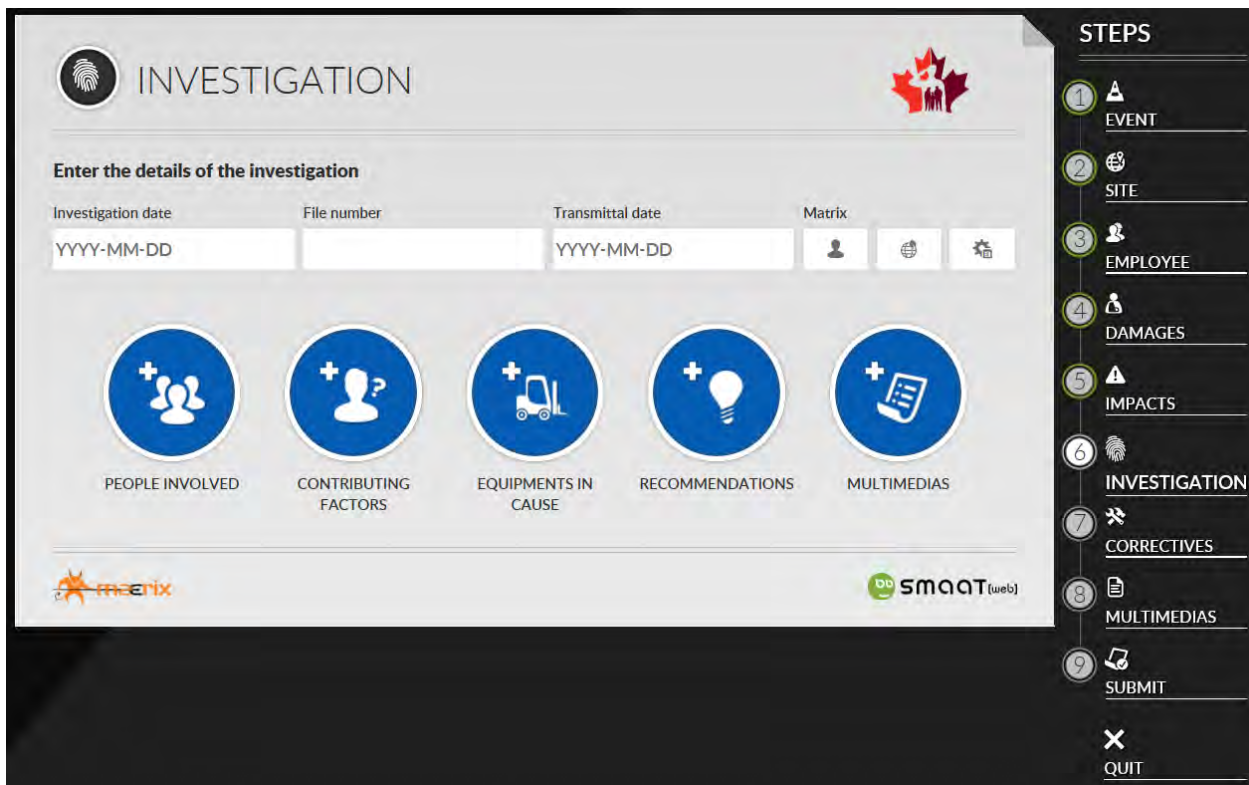 INVESTIGATION
Enter the details of the investigation
Investigation date File number Transmittal date Matrix
YYYY-MM-DD YYYY-MM-DD
PEOPLE INVOLVED
CONTRIBUTING
FACTORS
EQUIPMENTS IN
CAUSE
RECOMMENDATIONS
MULTIMEDIAS
maerix
smaat[web]
STEPS
1
EVENT
2
SITE
3
EMPLOYEE
4
DAMAGES
5
IMPACTS
6
INVESTIGATION
7
CORRECTIVES
8
MULTIMEDIAS
9
SUBMIT
QUIT